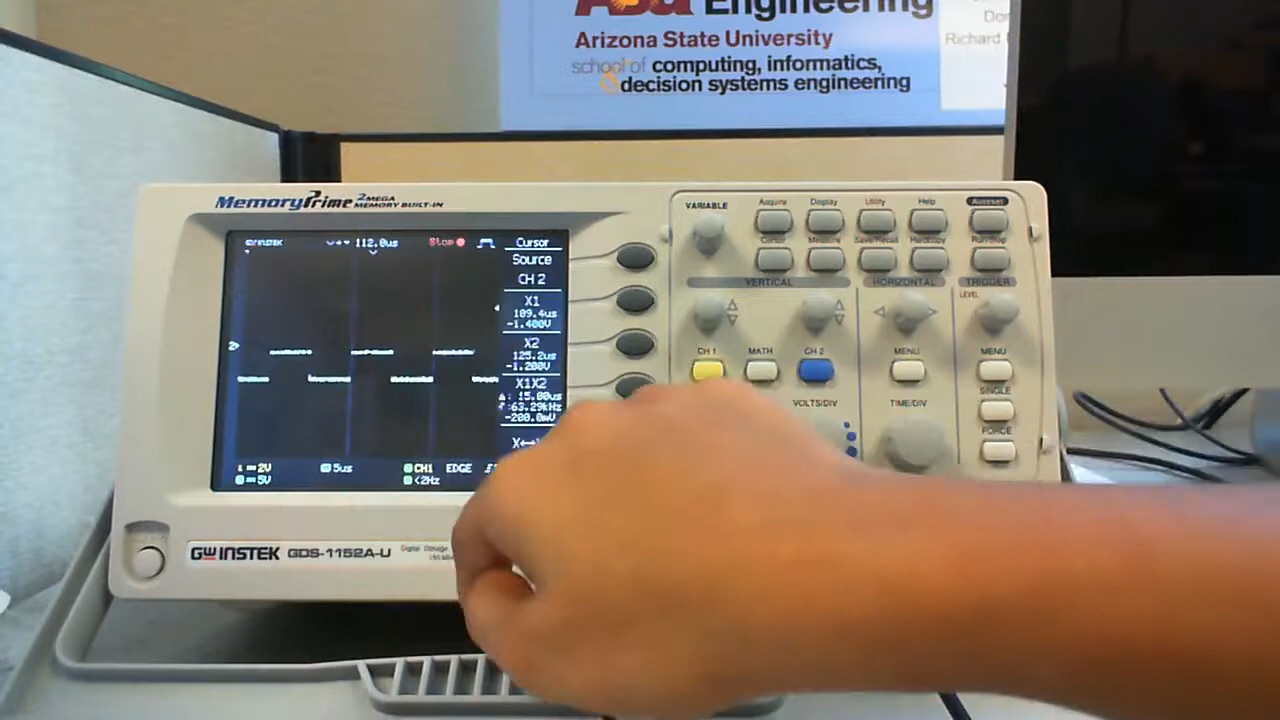 Engineering
Arizona State University
school of computing, informatics,
& decision systems engineering
Richard
MemoryPrime 2MEGA
MEMORY BUILT-IN
VARIABLE
Acquire Display Utility Help Autoset
Cursor Measure Save/Recall Hardcopy Run/Stop
VERTICAL HORIZONTAL TRIGGER
LEVEL
CH 1 MATH CH 2 MENU MENU
SINGLE
VOLTS/DIV TIME/DIV
FORCE
GW INSTEK 112.0us Stop Cursor
Source
CH 2
X1
109.4us
-1.400V
X2
125.2us
-1.200V
X1X2
63.29kHz
-200.0mV
2V 5us CH1 EDGE
5V <2Hz
GW INSTEK GDS-1152A-U